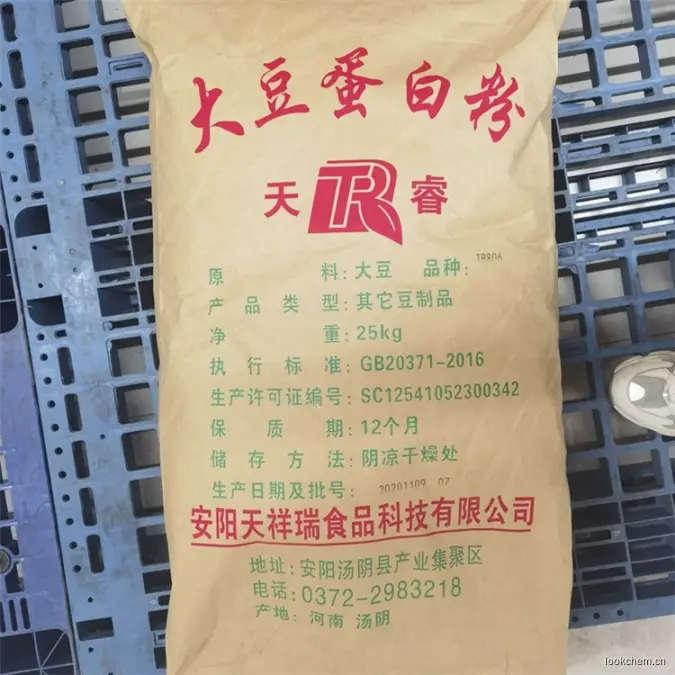 大豆蛋白粉
天 TR 睿
原料: 大豆 品种:
产品类型: 其它豆制品
净重: 25kg
执行标准: GB20371-2016
生产许可证编号: SC12541052300342
保质期: 12个月
储存方法: 阴凉干燥处
生产日期及批号: 20201109 07
安阳天祥瑞食品科技有限公司
地址: 安阳汤阴县产业集聚区
电话: 0372-2983218
产地: 河南 汤阴
lookchem.cn